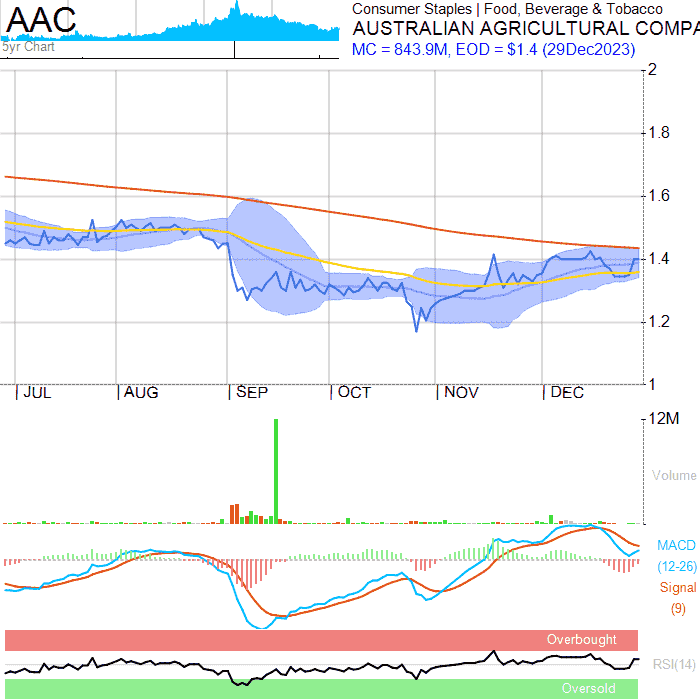 AAC
5yr Chart
Consumer Staples | Food, Beverage & Tobacco
AUSTRALIAN AGRICULTURAL COMPA
MC = 843.9M, EOD = $1.4 (29Dec2023)
2
1.8
1.6
1.4
1.2
1
JUL AUG SEP OCT NOV DEC
12M
Volume
MACD
(12-26)
Signal
(9)
Overbought
RSI(14)
Oversold